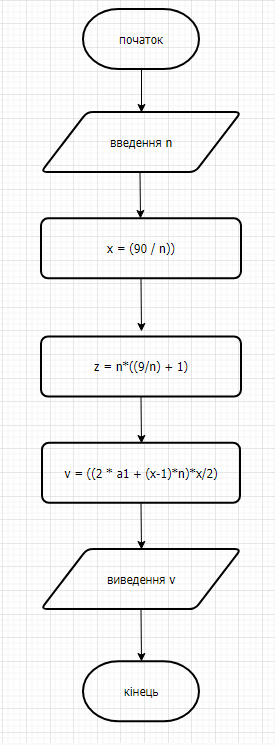 початок
введення n
x = (90 / n))
z = n*((9/n) + 1)
v = ((2 * a1 + (x-1)*n)*x/2)
виведення v
кінець